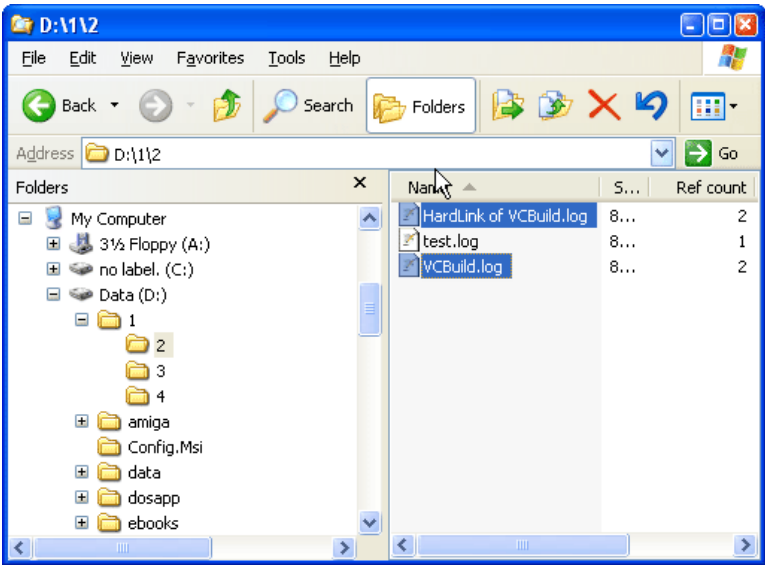 D:\1\2
File Edit View Favorites Tools Help
Back Search Folders
Address D:\1\2 Go
Folders
My Computer
3½ Floppy (A:)
no label. (C:)
Data (D:)
1
2
3
4
amiga
Config.Msi
data
dosapp
ebooks
Name S... Ref count
HardLink of VCBuild.log 8... 2
test.log 8... 1
VCBuild.log 8... 2